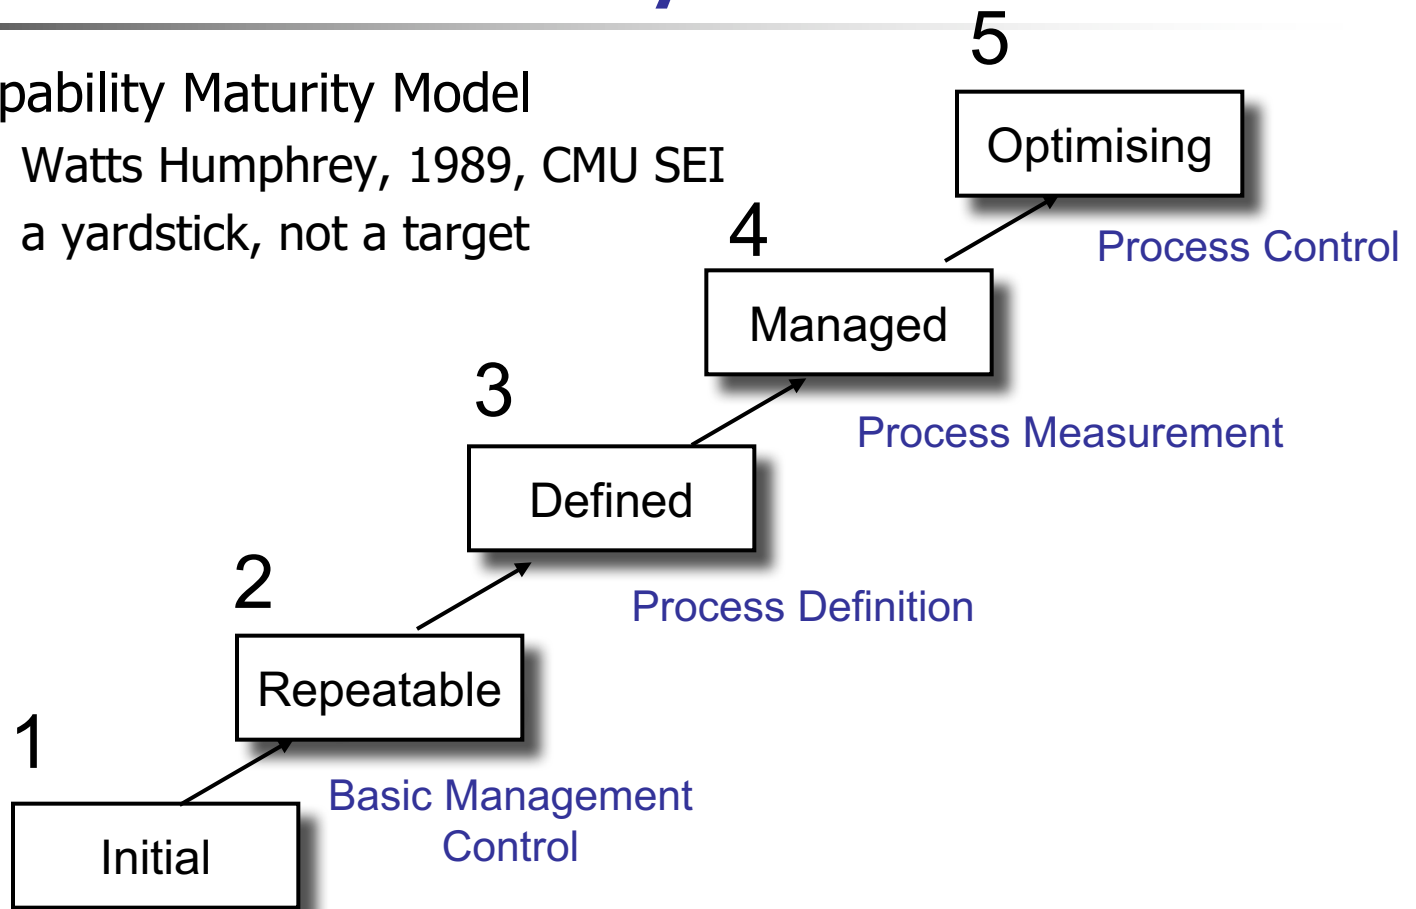 pability Maturity Model
Watts Humphrey, 1989, CMU SEI
a yardstick, not a target
5
Optimising
Process Control
4
Managed
Process Measurement
3
Defined
Process Definition
2
Repeatable
Basic Management
Control
1
Initial